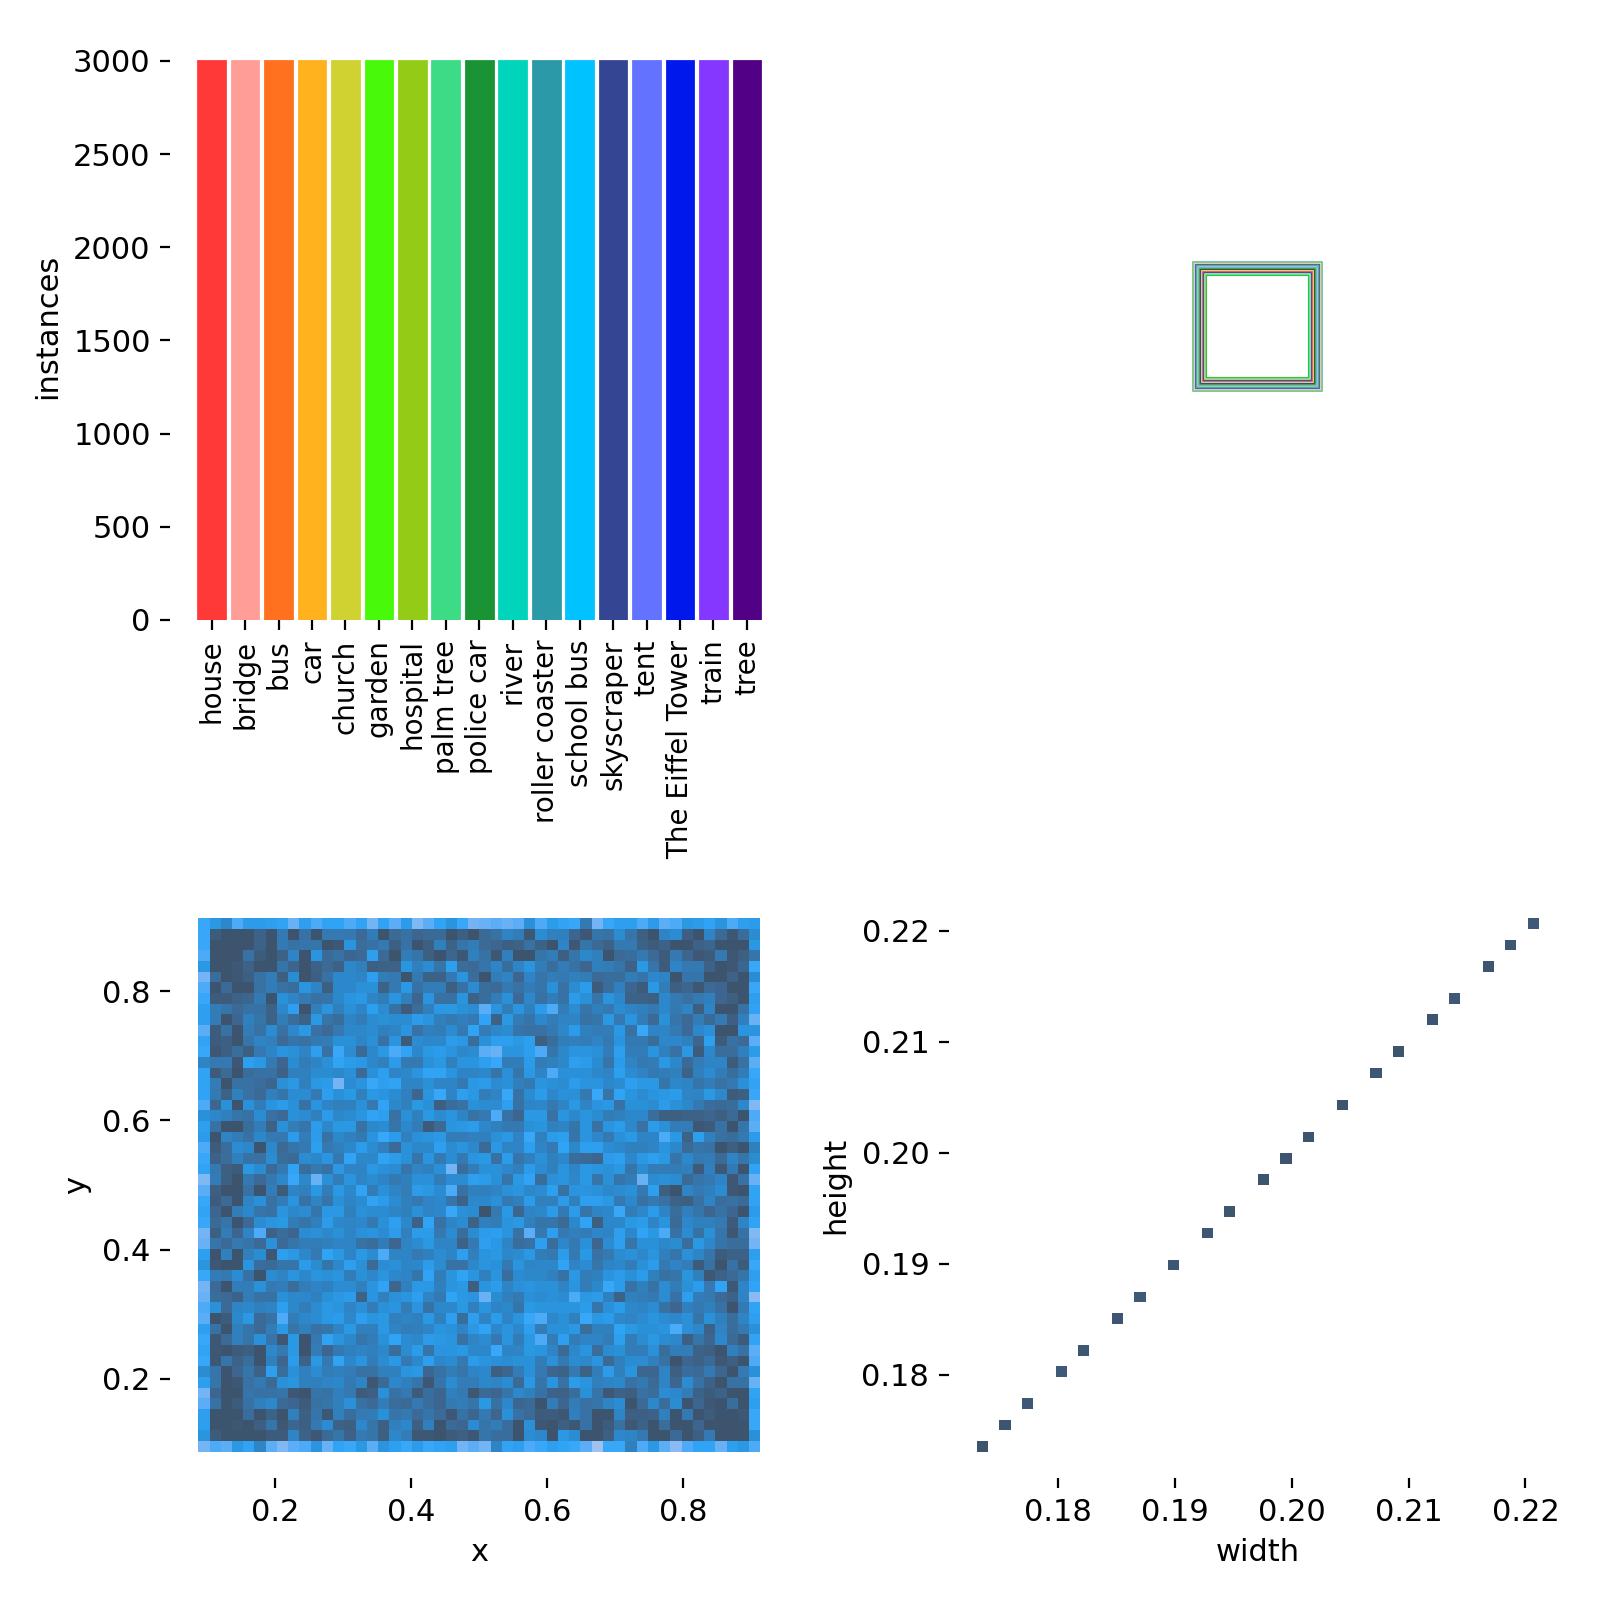 3000
2500
2000
1500
1000
500
0
instances
house
bridge
bus
car
church
garden
hospital
palm tree
police car
river
roller coaster
school bus
skyscraper
tent
The Eiffel Tower
train
tree
0.8
0.6
0.4
0.2
y
0.2 0.4 0.6 0.8
x
0.22
0.21
0.20
0.19
0.18
height
0.18 0.19 0.20 0.21 0.22
width